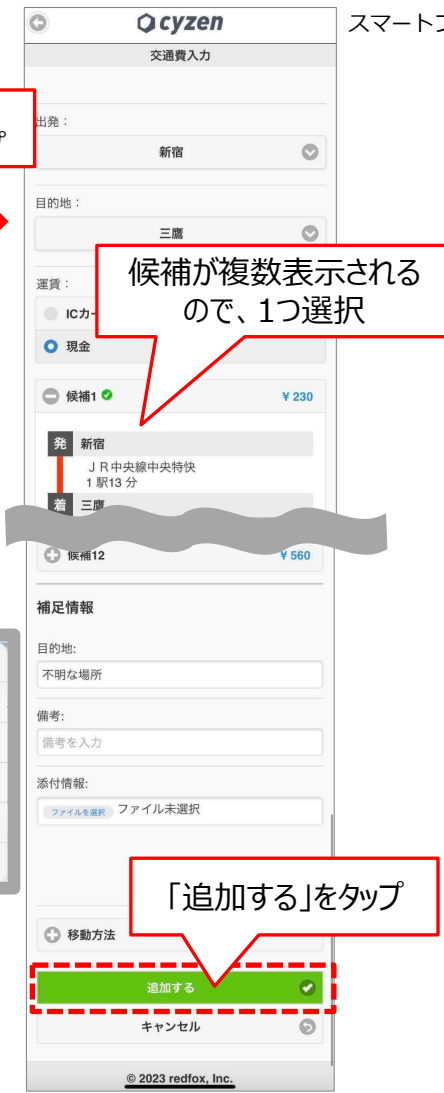 cyzen
スマートフ
交通費入力
出発：
新宿
目的地：
三鷹
候補が複数表示される
ので、1つ選択
運賃：
ICカー
現金
候補1
¥ 230
発 新宿
ＪＲ中央線中央特快
1 駅13 分
着 三鷹
候補12
¥ 560
補足情報
目的地:
不明な場所
備考:
備考を入力
添付情報:
ファイルを選択 ファイル未選択
「追加する」をタップ
移動方法
追加する
キャンセル
© 2023 redfox, Inc.